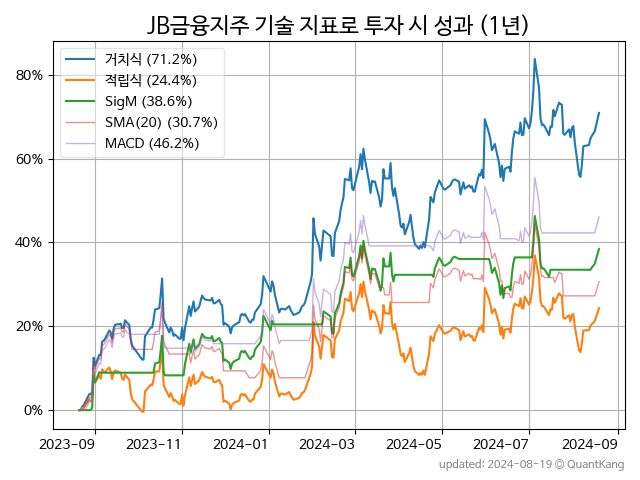 JB금융지주 기술 지표로 투자 시 성과 (1년)
거치식 (71.2%)
적립식 (24.4%)
SigM (38.6%)
SMA(20) (30.7%)
MACD (46.2%)
80%
60%
40%
20%
0%
2023-09 2023-11 2024-01 2024-03 2024-05 2024-07 2024-09
updated: 2024-08-19 © QuantKang